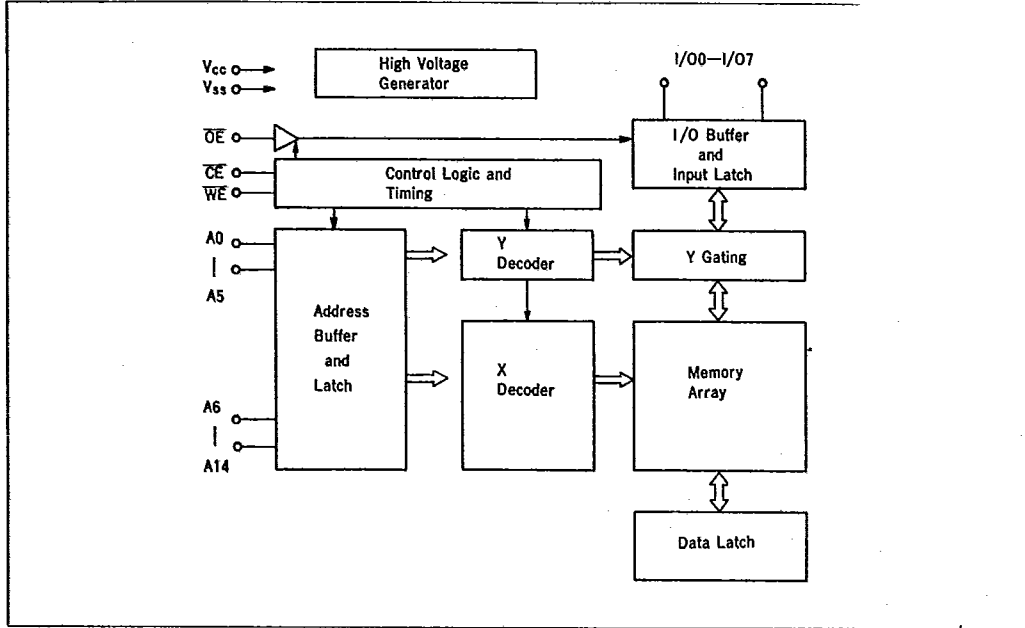 High Voltage
Generator
Vcc
Vss
I/O0—I/O7
OE
I/O Buffer
and
Input Latch
CE
WE
Control Logic and
Timing
A0
|
A5
Y
Decoder
Y Gating
Address
Buffer
and
Latch
X
Decoder
Memory
Array
A6
|
A14
Data Latch